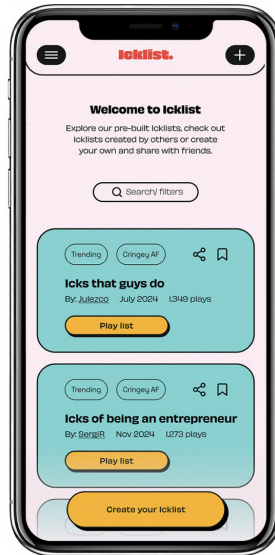 Icklist.
Welcome to Icklist
Explore our pre-built Icklists, check out
Icklists created by others or create
your own and share with friends.
Search/ filters
Trending
Cringey AF
Icks that guys do
By: Julezco July 2024 1,349 plays
Play list
Trending
Cringey AF
Icks of being an entrepreneur
By: SergiR Nov 2024 1,273 plays
Play list
Create your Icklist